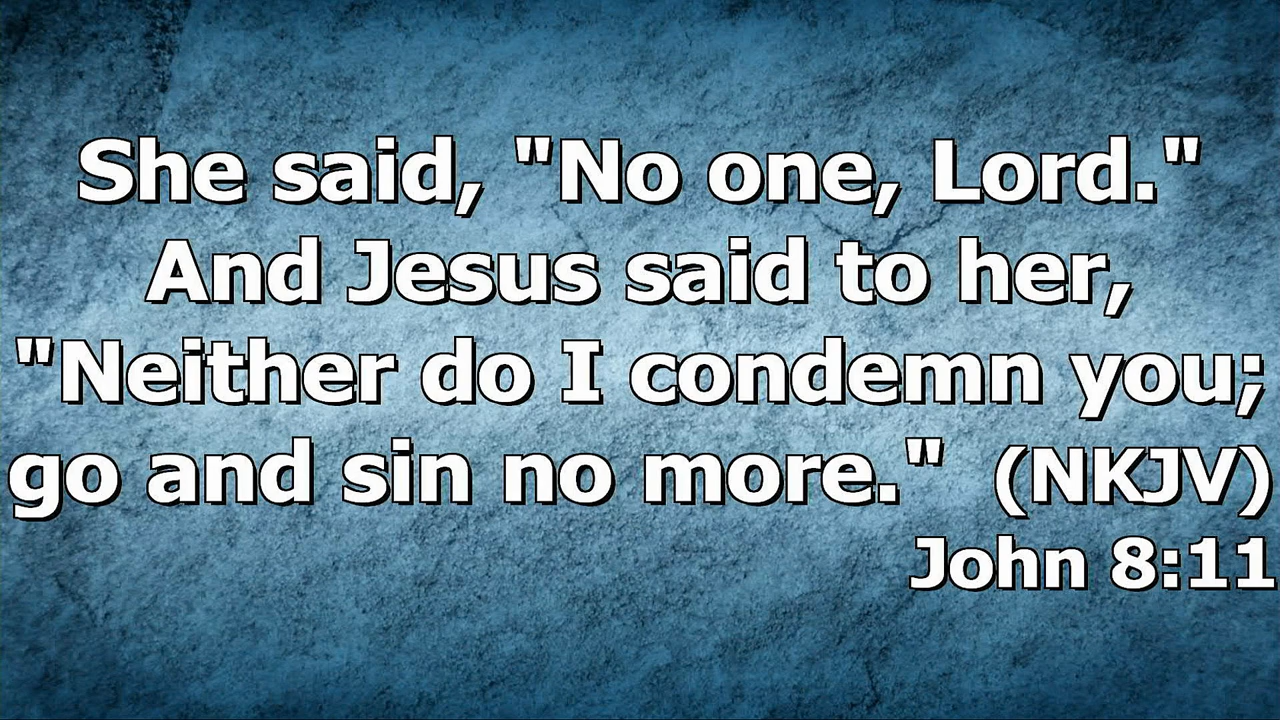 She said, "No one, Lord."
And Jesus said to her,
"Neither do I condemn you;
go and sin no more." (NKJV)
John 8:11